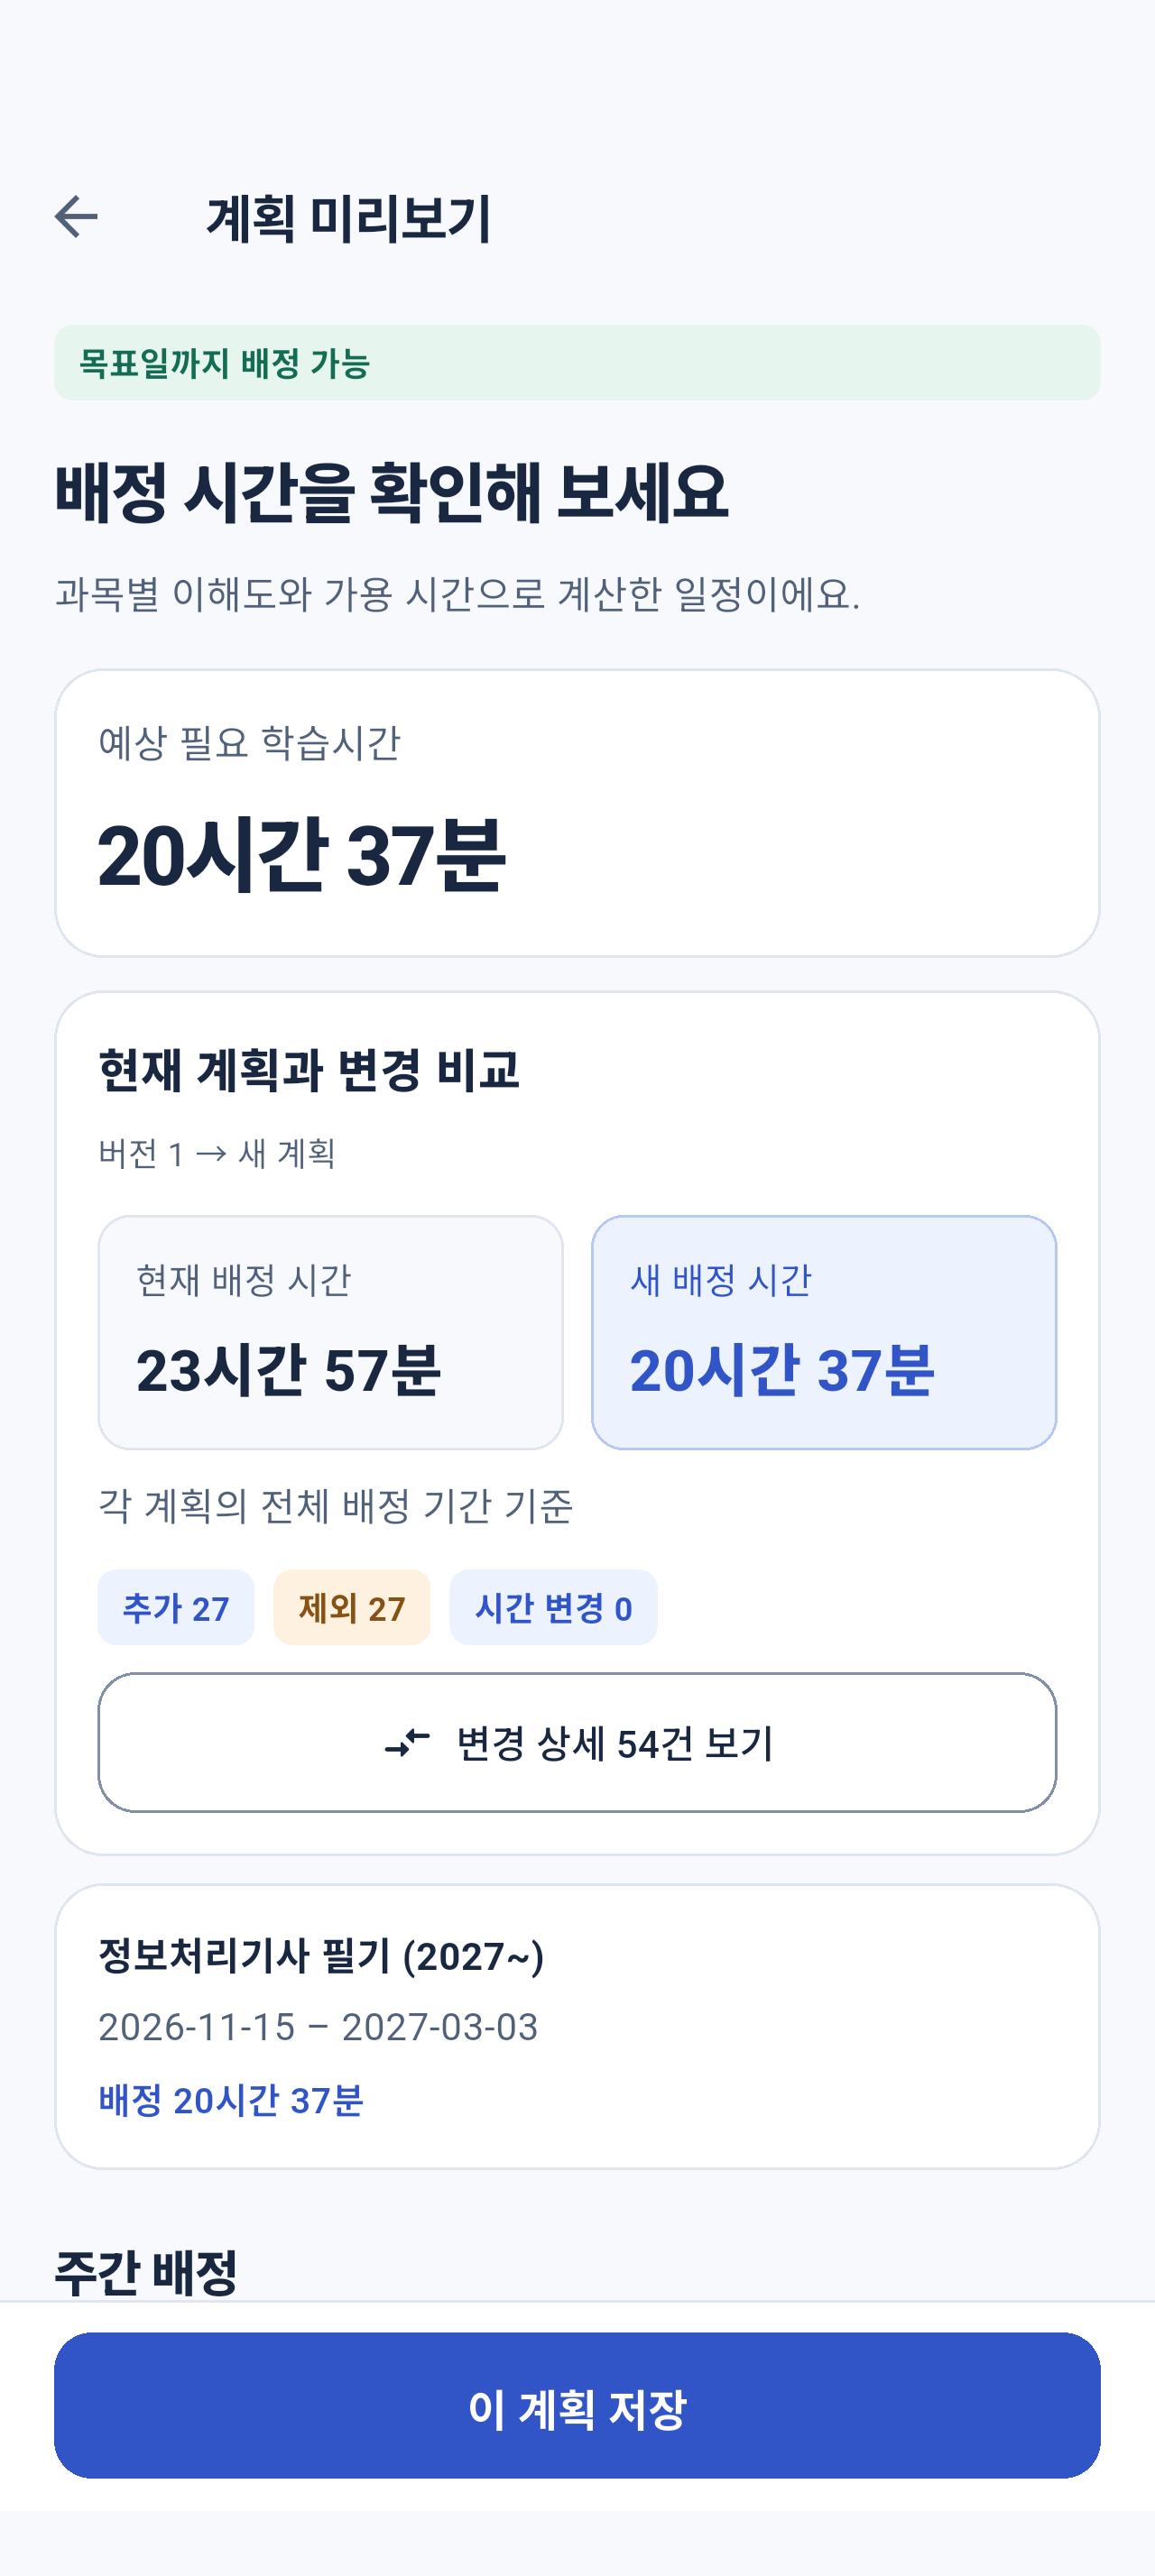 계획 미리보기
목표일까지 배정 가능
배정 시간을 확인해 보세요
과목별 이해도와 가용 시간으로 계산한 일정이에요.
예상 필요 학습시간
20시간 37분
현재 계획과 변경 비교
버전 1 → 새 계획
현재 배정 시간
23시간 57분
새 배정 시간
20시간 37분
각 계획의 전체 배정 기간 기준
추가 27
제외 27
시간 변경 0
변경 상세 54건 보기
정보처리기사 필기 (2027~)
2026-11-15 – 2027-03-03
배정 20시간 37분
주간 배정
이 계획 저장